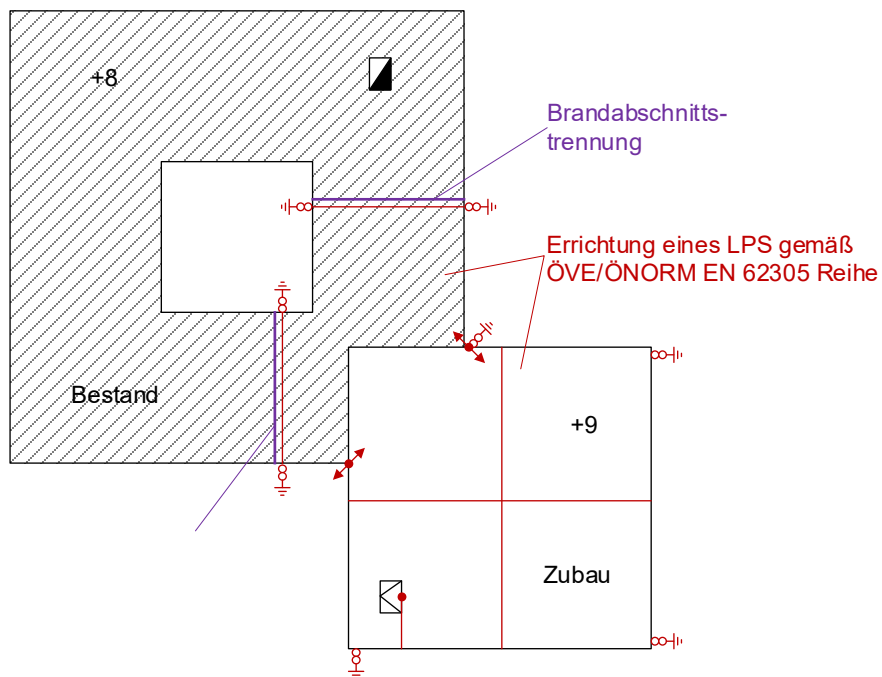 +8
Brandabschnitts-
trennung
Errichtung eines LPS gemäß
ÖVE/ÖNORM EN 62305 Reihe
Bestand
+9
Zubau